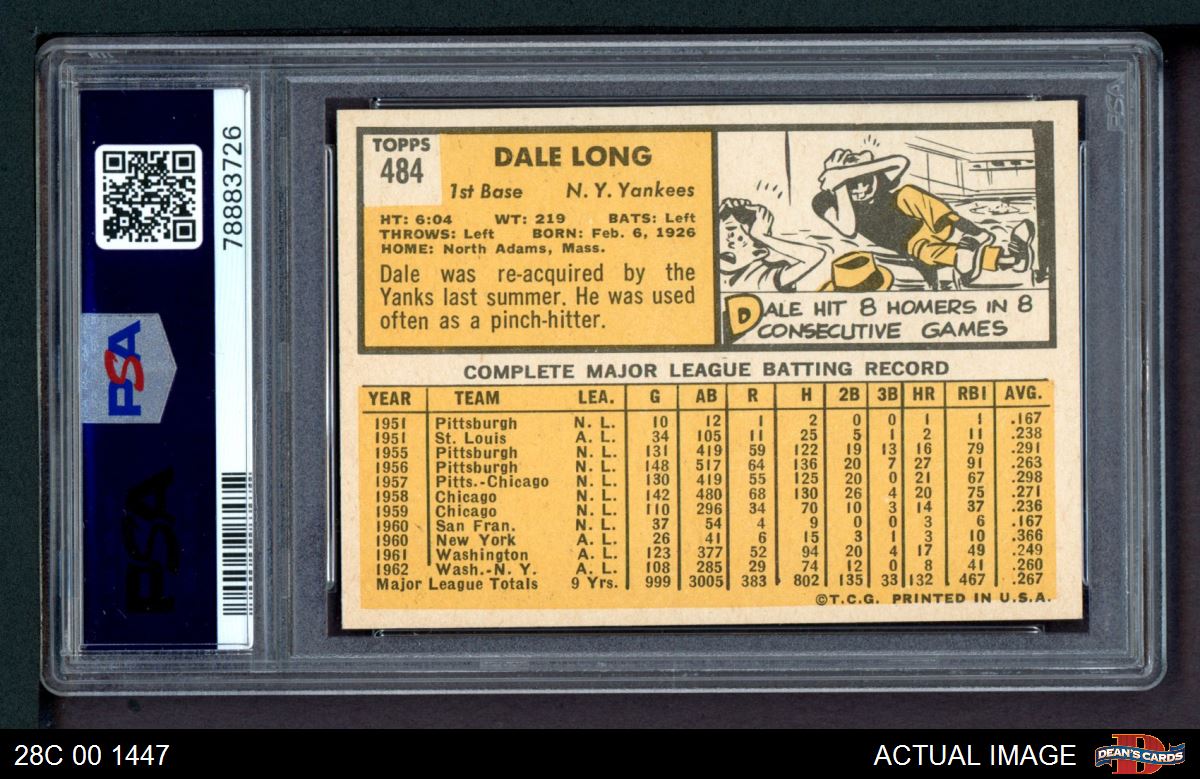 78883726
PSA
PSA
PSA
TOPPS
484
DALE LONG
1st Base N. Y. Yankees
HT: 6:04 WT: 219 BATS: Left
THROWS: Left BORN: Feb. 6, 1926
HOME: North Adams, Mass.
Dale was re-acquired by the
Yanks last summer. He was used
often as a pinch-hitter.
DALE HIT 8 HOMERS IN 8
CONSECUTIVE GAMES
COMPLETE MAJOR LEAGUE BATTING RECORD
YEAR TEAM LEA. G AB R H 2B 3B HR RBI AVG.
1951 Pittsburgh N. L. 10 12 1 2 0 0 1 1 .167
1951 St. Louis A. L. 34 105 11 25 5 1 2 11 .238
1955 Pittsburgh N. L. 131 419 59 122 19 13 16 79 .291
1956 Pittsburgh N. L. 148 517 64 136 20 7 27 91 .263
1957 Pitts.-Chicago N. L. 130 419 55 125 20 0 21 67 .298
1958 Chicago N. L. 142 480 68 130 26 4 20 75 .271
1959 Chicago N. L. 110 296 34 70 10 3 14 37 .236
1960 San Fran. N. L. 37 54 4 9 0 0 3 6 .167
1960 New York A. L. 26 41 6 15 3 1 3 10 .366
1961 Washington A. L. 123 377 52 94 20 4 17 49 .249
1962 Wash.-N. Y. A. L. 108 285 29 74 12 0 8 41 .260
Major League Totals 9 Yrs. 999 3005 383 802 135 33 132 467 .267
©T.C.G. PRINTED IN U.S.A.
28C 00 1447
ACTUAL IMAGE
DEAN'S CARDS